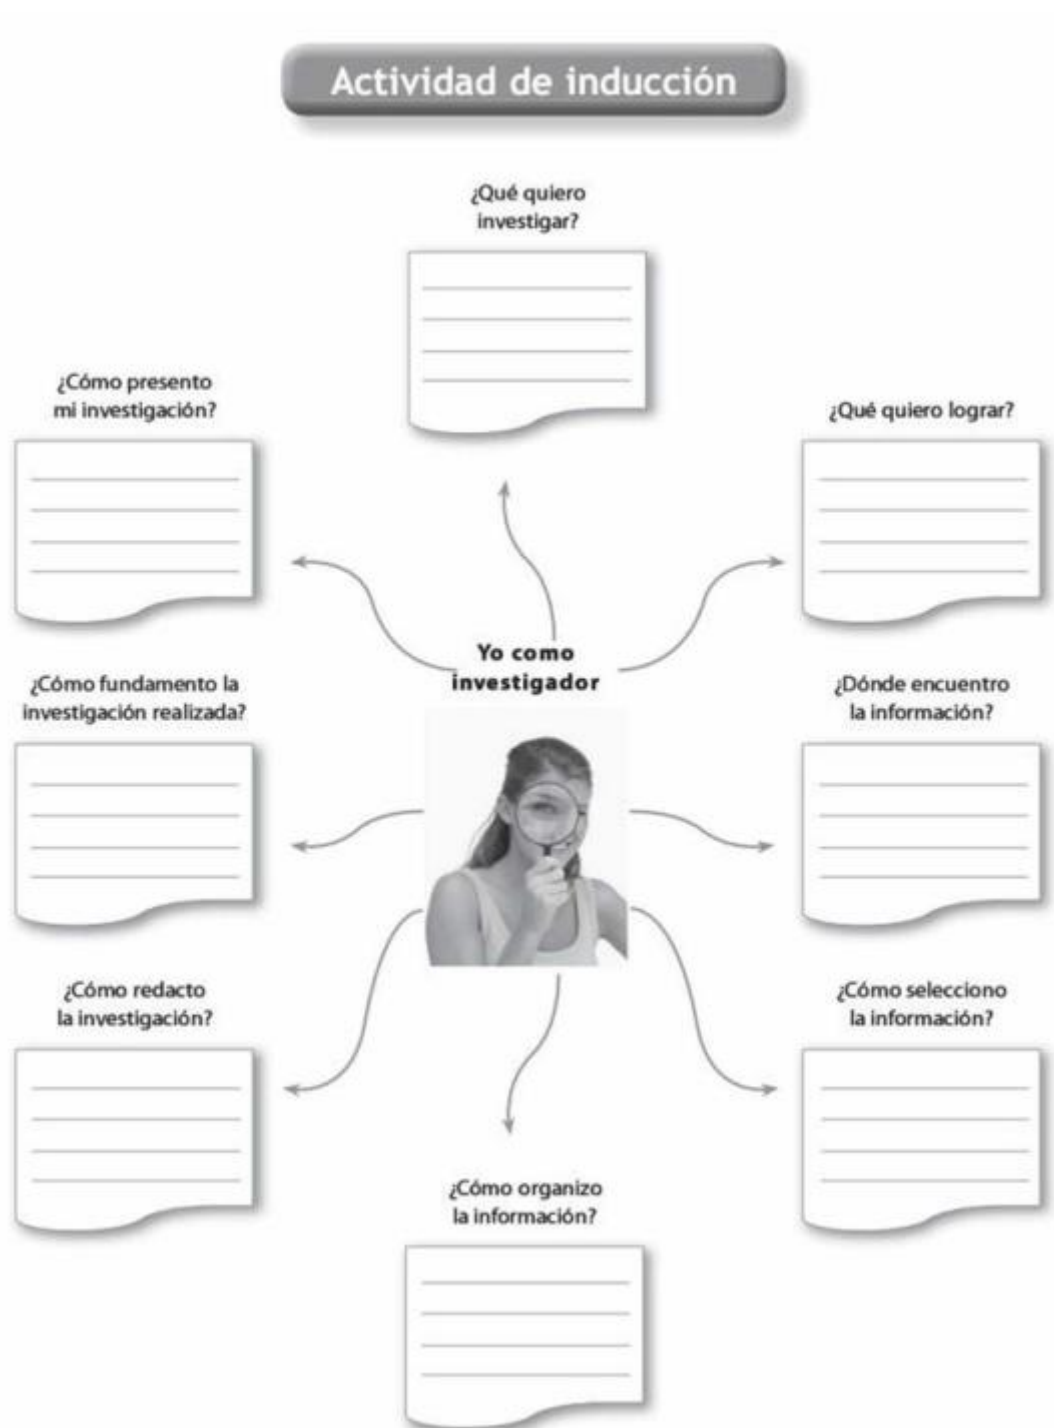 Actividad de inducción
¿Qué quiero
investigar?
¿Cómo presento
mi investigación?
¿Qué quiero lograr?
Yo como
investigador
¿Cómo fundamento la
investigación realizada?
¿Dónde encuentro
la información?
¿Cómo redacto
la investigación?
¿Cómo selecciono
la información?
¿Cómo organizo
la información?